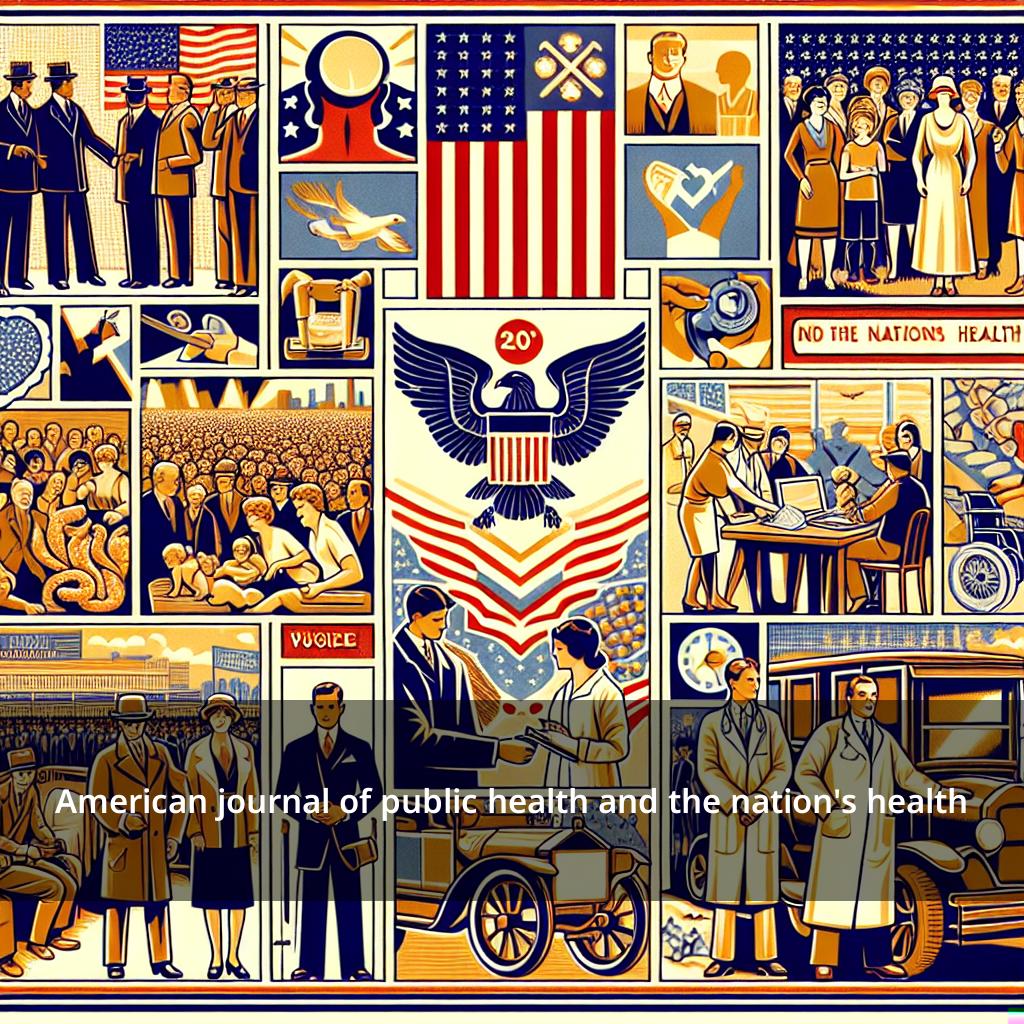 NO THE NATIONS HEALTH
20°
VUOICE
American journal of public health and the nation's health